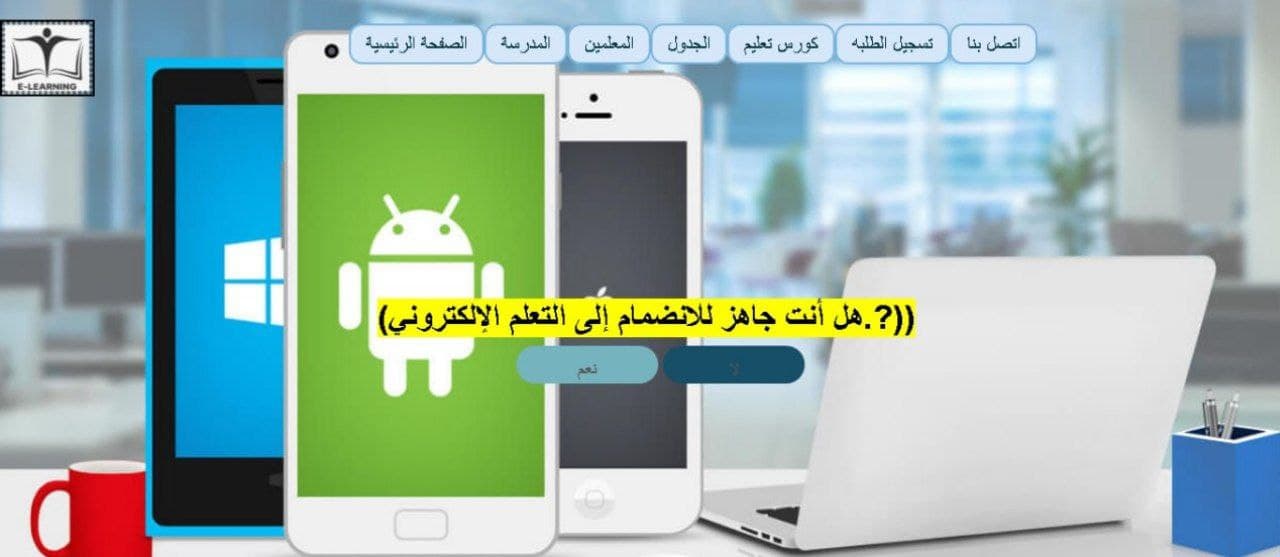 الصفحة الرئيسية
المدرسة
المعلمين
الجدول
كورس تعليم
تسجيل الطلبه
اتصل بنا
E-LEARNING
((?.هل أنت جاهز للانضمام إلى التعلم الإلكتروني)
نعم
لا